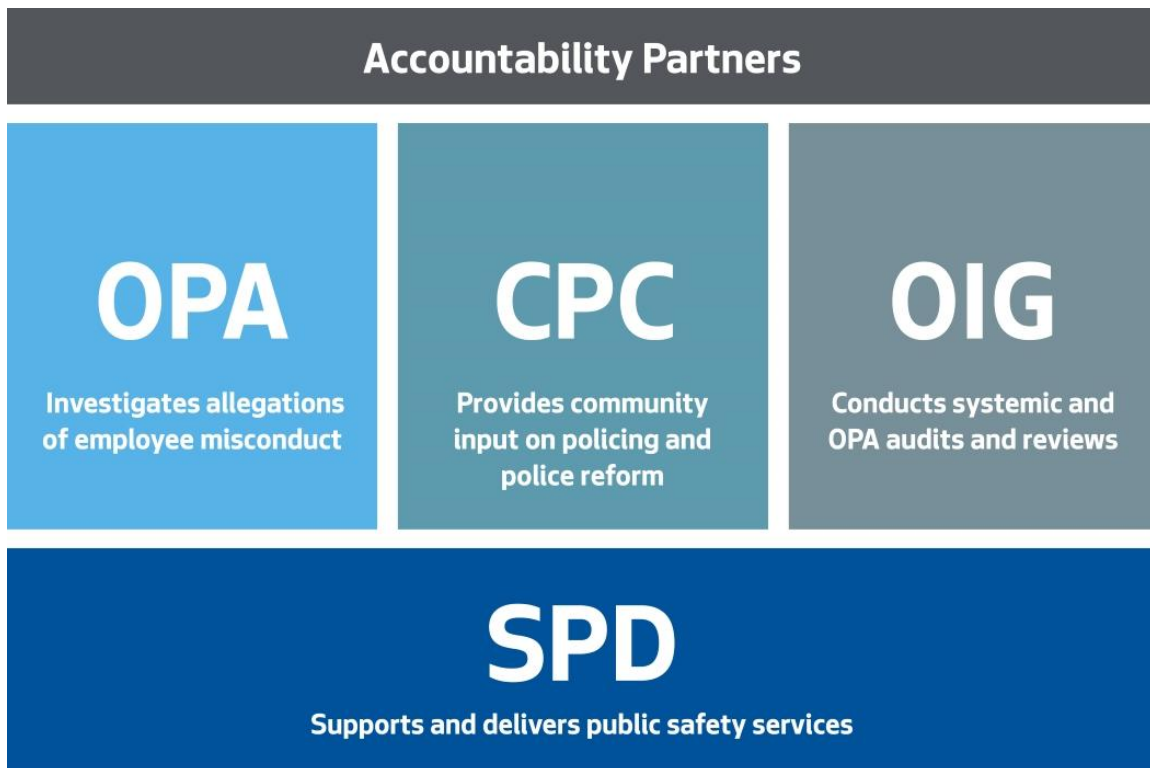 Accountability Partners
OPA
Investigates allegations
of employee misconduct
CPC
Provides community
input on policing and
police reform
OIG
Conducts systemic and
OPA audits and reviews
SPD
Supports and delivers public safety services